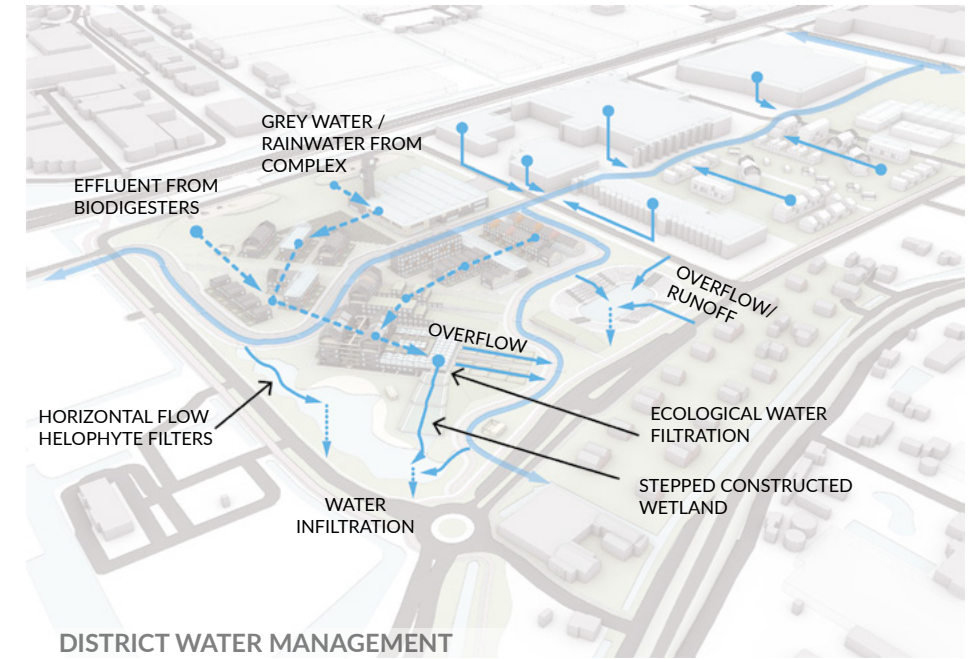 GREY WATER /
RAINWATER FROM
COMPLEX
EFFLUENT FROM
BIODIGESTERS
OVERFLOW/
RUNOFF
OVERFLOW
HORIZONTAL FLOW
HELOPHYTE FILTERS
ECOLOGICAL WATER
FILTRATION
STEPPED CONSTRUCTED
WETLAND
WATER
INFILTRATION
DISTRICT WATER MANAGEMENT